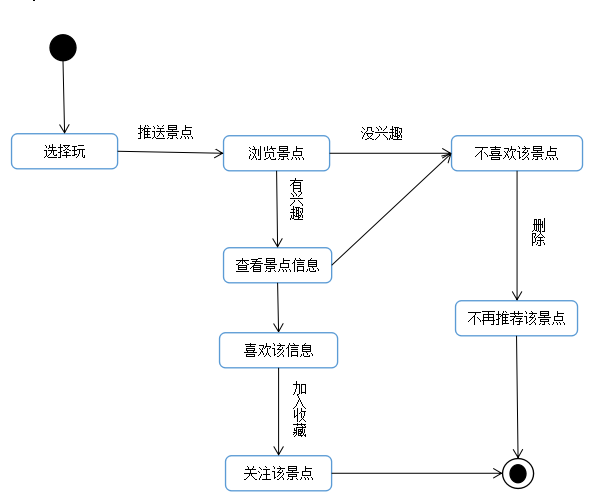 推送景点
没兴趣
选择玩
浏览景点
不喜欢该景点
有兴趣
删除
查看景点信息
不再推荐该景点
喜欢该信息
加入收藏
关注该景点